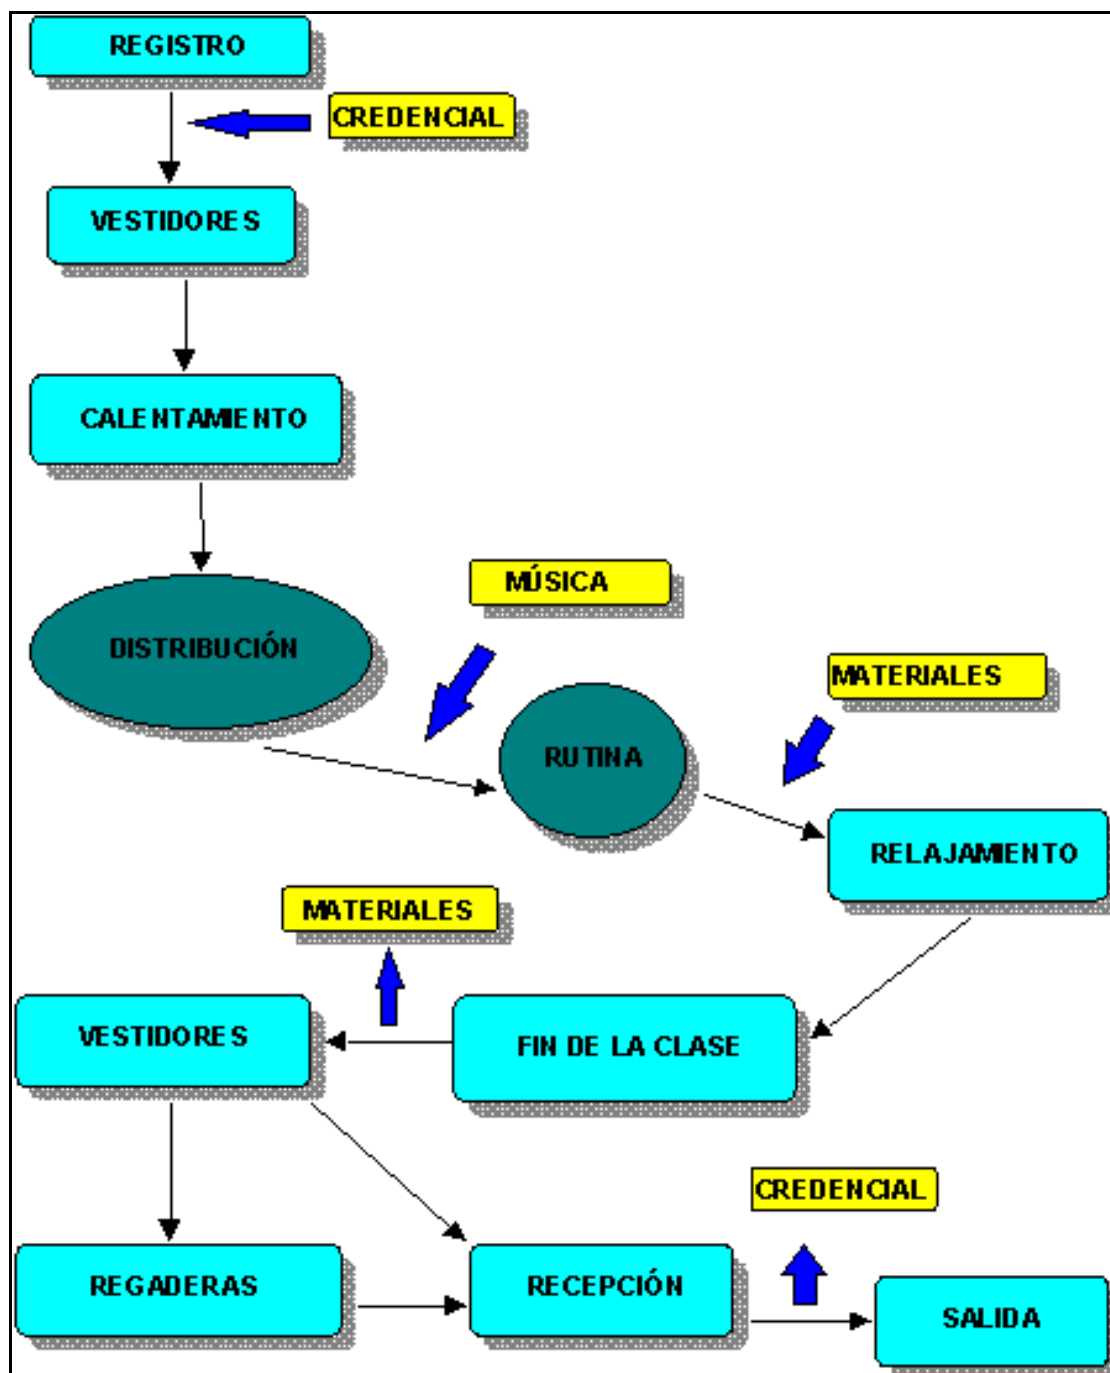 REGISTRO
CREDENCIAL
VESTIDORES
CALENTAMIENTO
MÚSICA
DISTRIBUCIÓN
MATERIALES
RUTINA
RELAJAMIENTO
MATERIALES
VESTIDORES
FIN DE LA CLASE
CREDENCIAL
REGADERAS
RECEPCIÓN
SALIDA